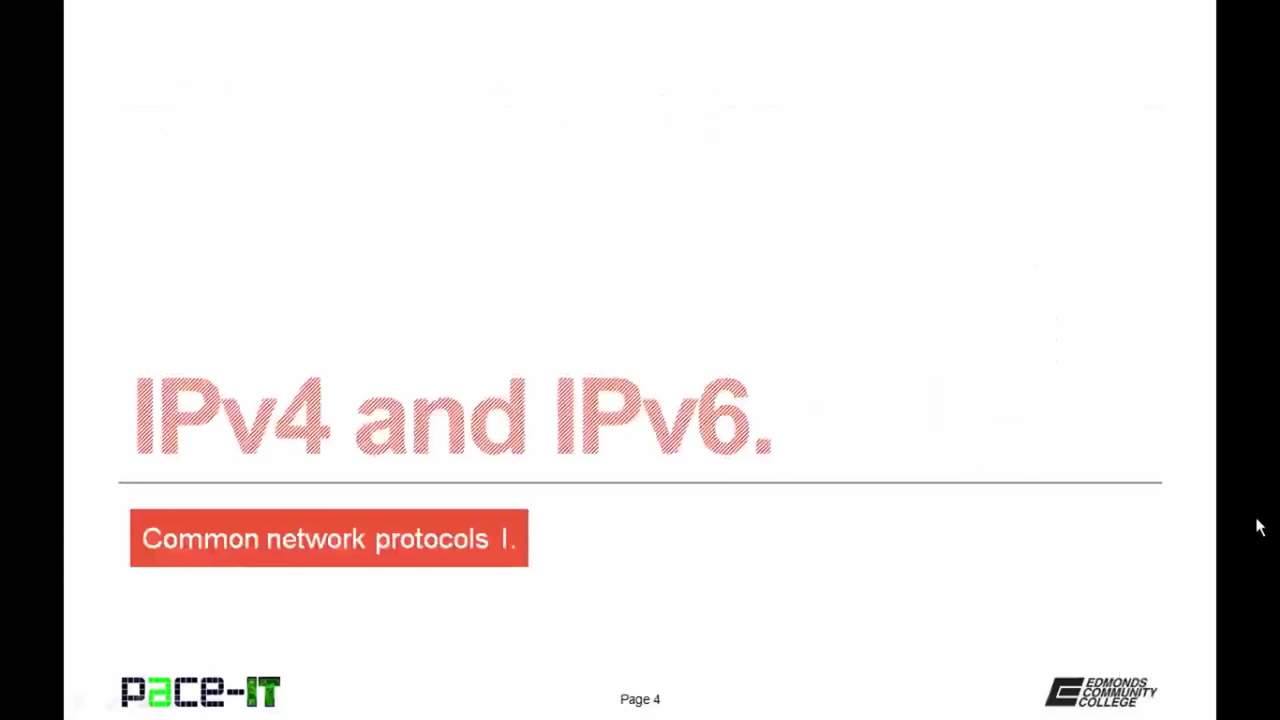 IPv4 and IPv6.
Common network protocols I.
pace-IT
Page 4
EDMONDS
COMMUNITY
COLLEGE